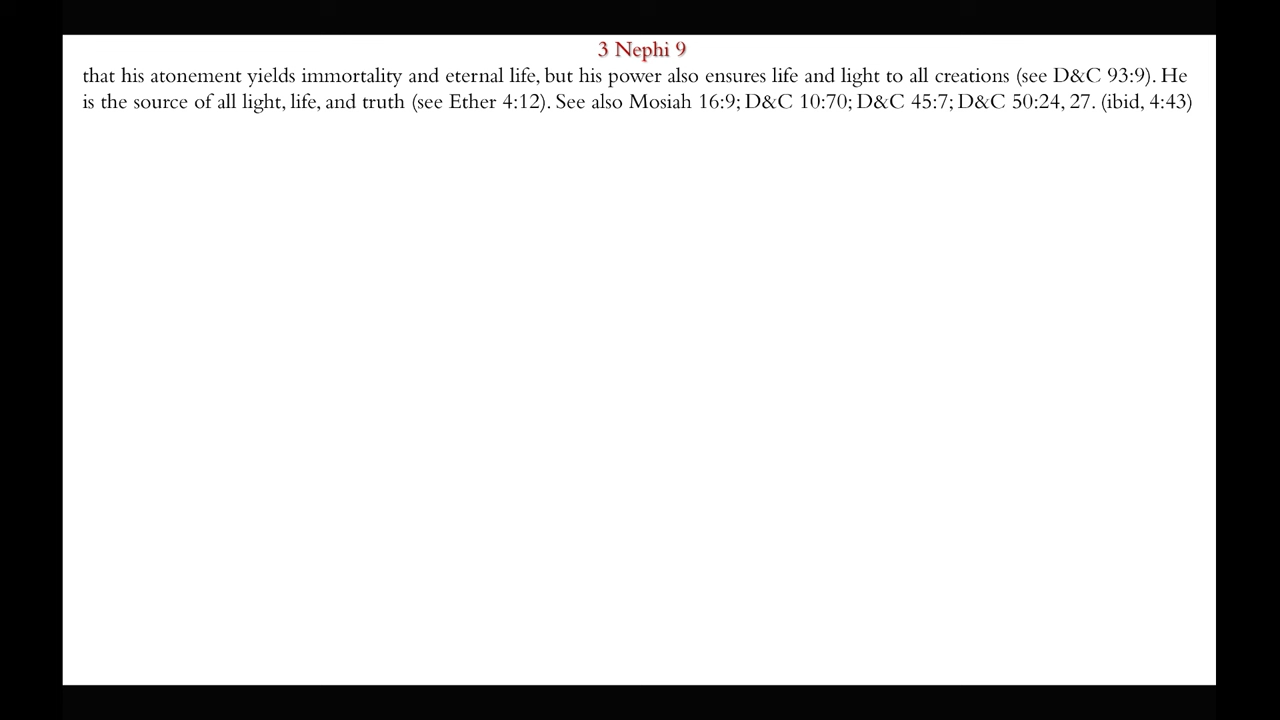 3 Nephi 9
that his atonement yields immortality and eternal life, but his power also ensures life and light to all creations (see D&C 93:9). He
is the source of all light, life, and truth (see Ether 4:12). See also Mosiah 16:9; D&C 10:70; D&C 45:7; D&C 50:24, 27. (ibid, 4:43)